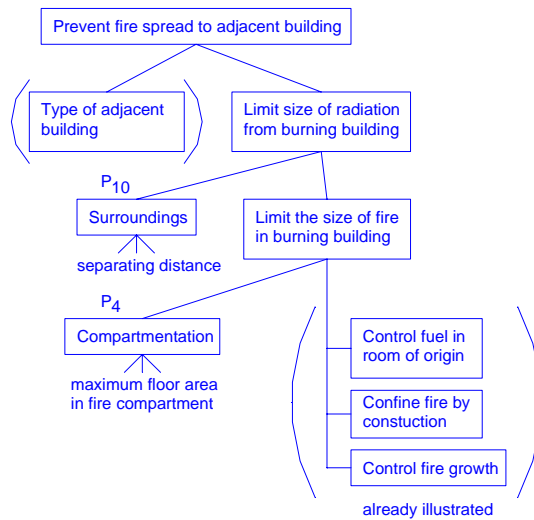 Prevent fire spread to adjacent building
Type of adjacent
building
Limit size of radiation
from burning building
P10
Surroundings
separating distance
Limit the size of fire
in burning building
P4
Compartmentation
maximum floor area
in fire compartment
Control fuel in
room of origin
Confine fire by
constuction
Control fire growth
already illustrated